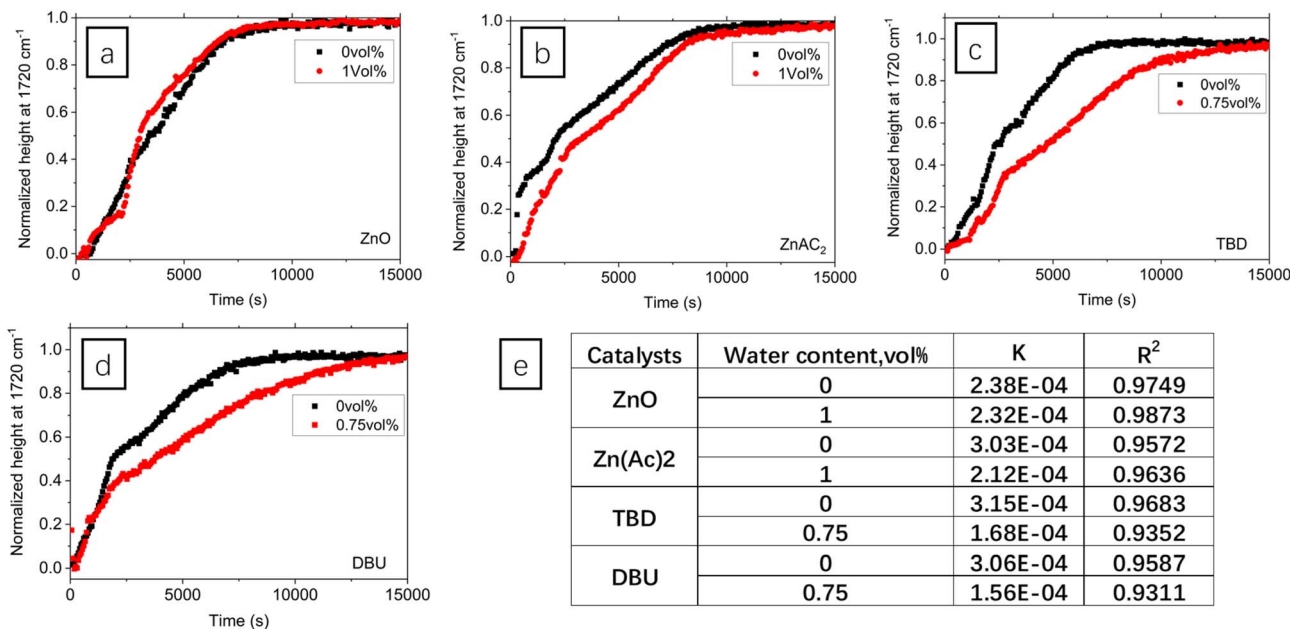 a
Normalized height at 1720 cm⁻¹
1.0
0.8
0.6
0.4
0.2
0.0
0vol%
1Vol%
ZnO
0 5000 10000 15000
Time (s)
b
Normalized height at 1720 cm⁻¹
1.0
0.8
0.6
0.4
0.2
0.0
0vol%
1Vol%
ZnAC₂
0 5000 10000 15000
Time (s)
c
Normalized height at 1720 cm⁻¹
1.0
0.8
0.6
0.4
0.2
0.0
0vol%
0.75vol%
TBD
0 5000 10000 15000
Time (s)
d
Normalized height at 1720 cm⁻¹
1.0
0.8
0.6
0.4
0.2
0.0
0vol%
0.75vol%
DBU
0 5000 10000 15000
Time (s)
e
Catalysts Water content,vol% K R²
ZnO 0 2.38E-04 0.9749
1 2.32E-04 0.9873
Zn(Ac)2 0 3.03E-04 0.9572
1 2.12E-04 0.9636
TBD 0 3.15E-04 0.9683
0.75 1.68E-04 0.9352
DBU 0 3.06E-04 0.9587
0.75 1.56E-04 0.9311